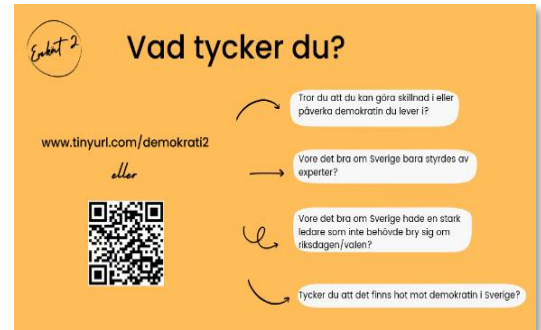 Enkät 2
Vad tycker du?
www.tinyurl.com/demokrati2
eller
Tror du att du kan göra skillnad i eller
påverka demokratin du lever i?
Vore det bra om Sverige bara styrdes av
experter?
Vore det bra om Sverige hade en stark
ledare som inte behövde bry sig om
riksdagen/valen?
Tycker du att det finns hot mot demokratin i Sverige?